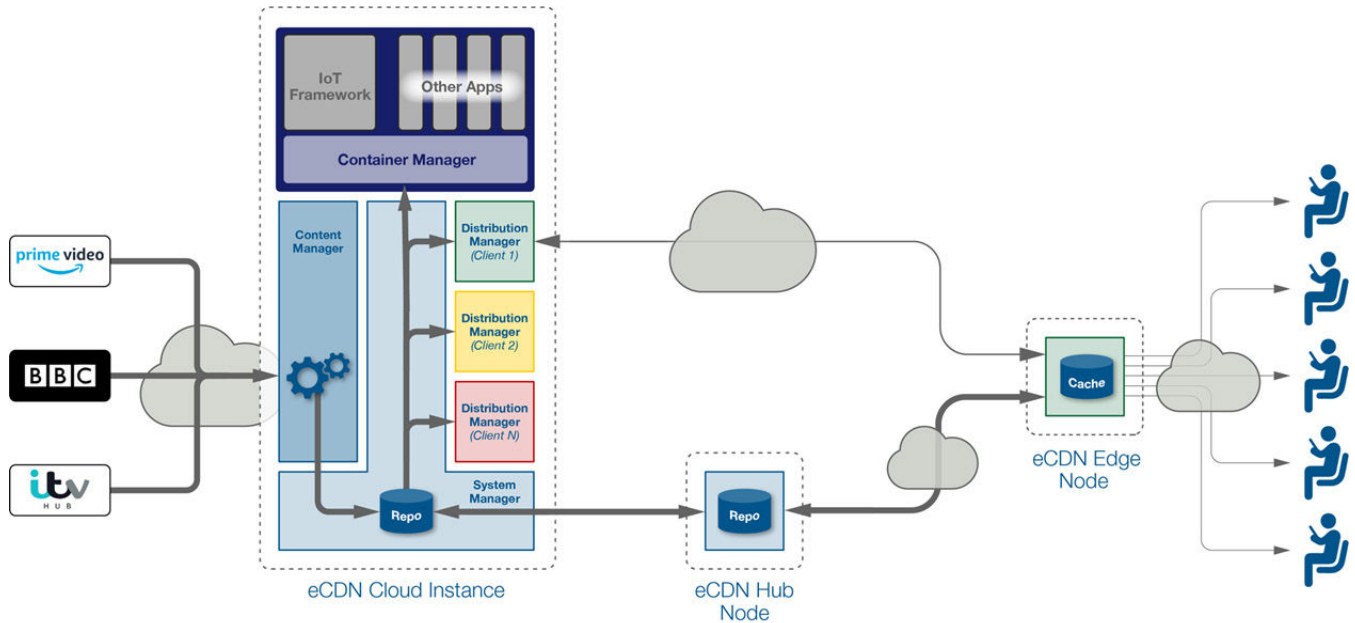 IoT
Framework
Other Apps
Container Manager
Content
Manager
Distribution
Manager
(Client 1)
Distribution
Manager
(Client 2)
Distribution
Manager
(Client N)
System
Manager
Repo
eCDN Cloud Instance
prime video
BBC
itv
HUB
Repo
eCDN Hub
Node
Cache
eCDN Edge
Node